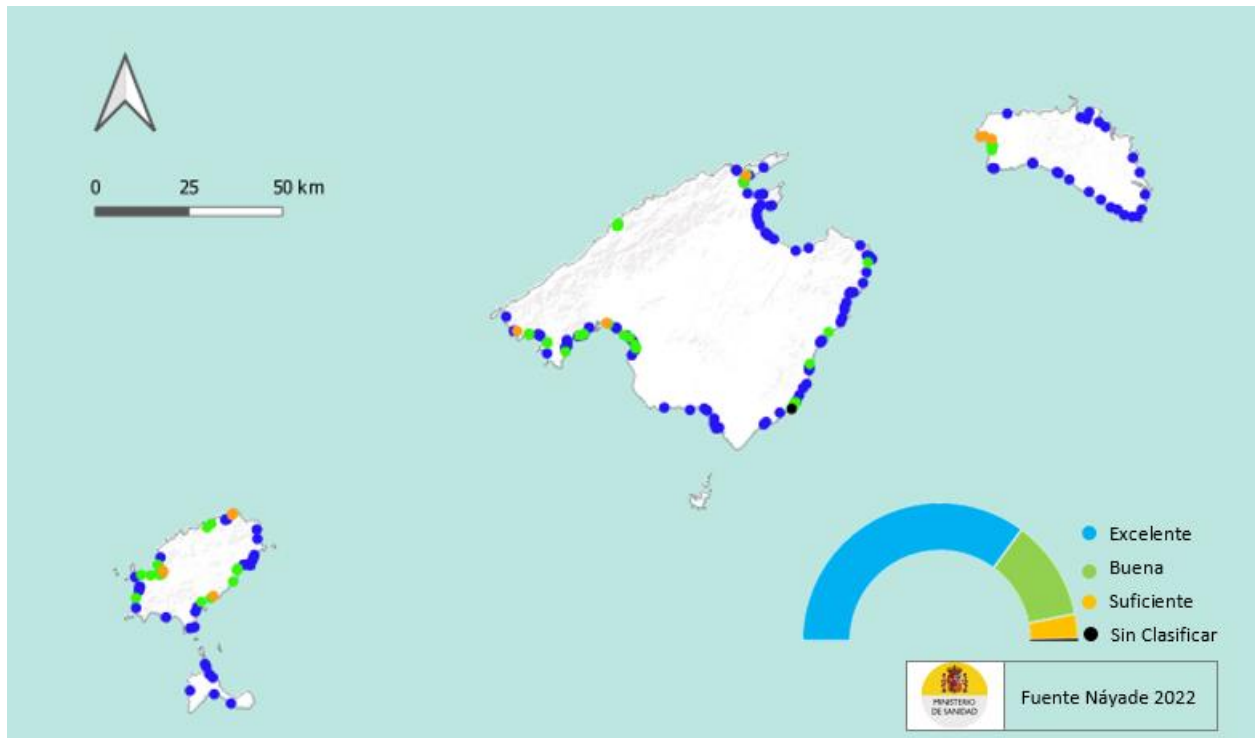 0 25 50 km
Excelente
Buena
Suficiente
Sin Clasificar
MINISTERIO
DE SANIDAD
Fuente Náyade 2022